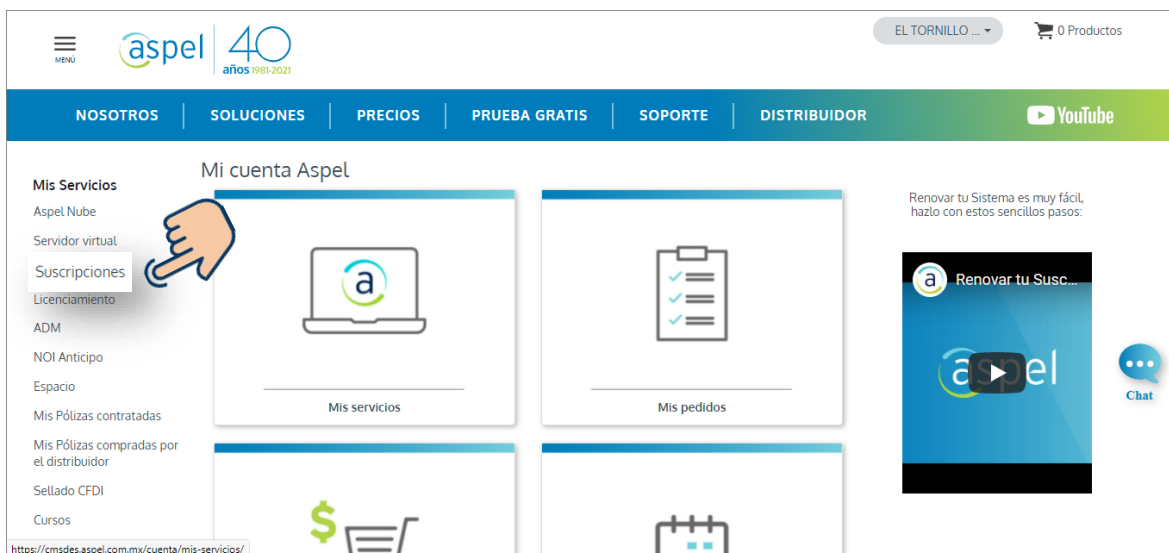 MENÚ
aspel
40
años 1981-2021
EL TORNILLO ...
0 Productos
NOSOTROS
SOLUCIONES
PRECIOS
PRUEBA GRATIS
SOPORTE
DISTRIBUIDOR
YouTube
Mis Servicios
Aspel Nube
Servidor virtual
Suscripciones
Licenciamiento
ADM
NOI Anticipo
Espacio
Mis Pólizas contratadas
Mis Pólizas compradas por
el distribuidor
Sellado CFDI
Cursos
Mi cuenta Aspel
a
Mis servicios
Mis pedidos
$
Renovar tu Sistema es muy fácil,
hazlo con estos sencillos pasos:
a
Renovar tu Susc...
aspel
Chat
https://cmsdes.aspel.com.mx/cuenta/mis-servicios/